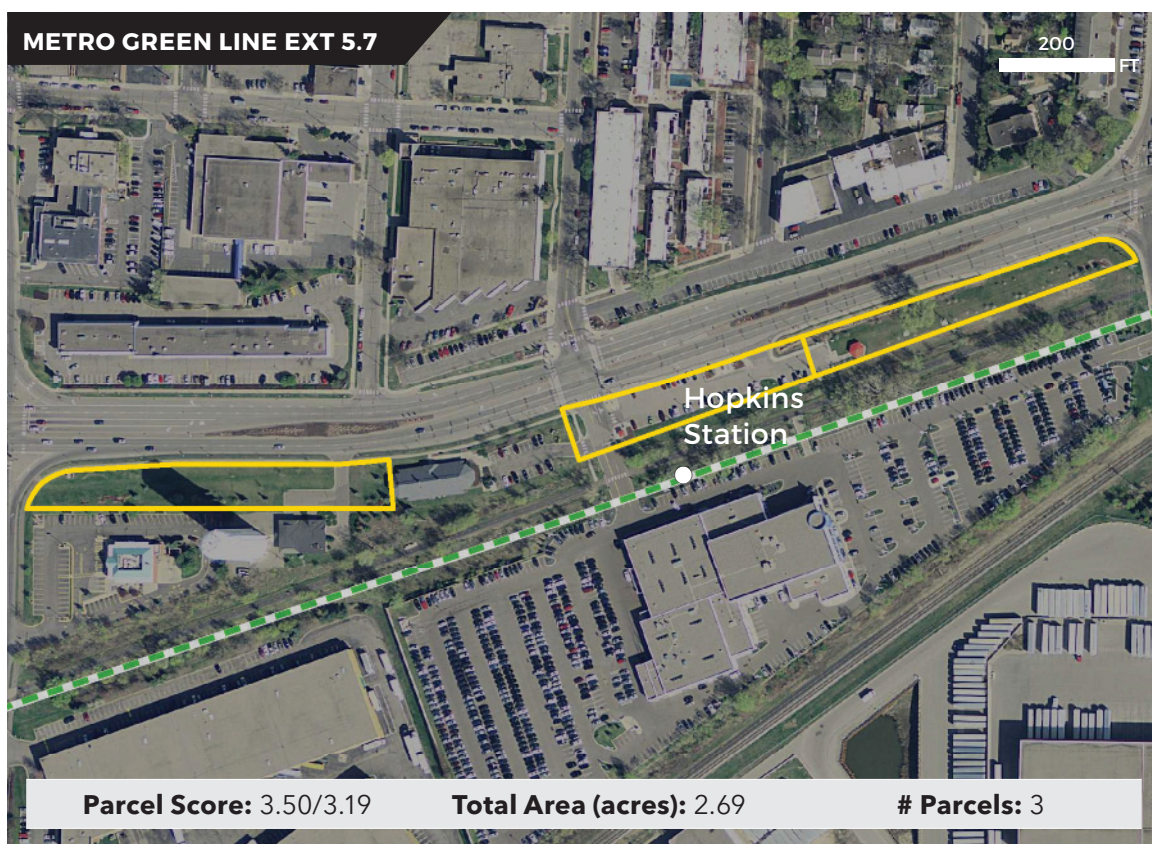 METRO GREEN LINE EXT 5.7
200
FT
Hopkins
Station
Parcel Score: 3.50/3.19 Total Area (acres): 2.69 # Parcels: 3